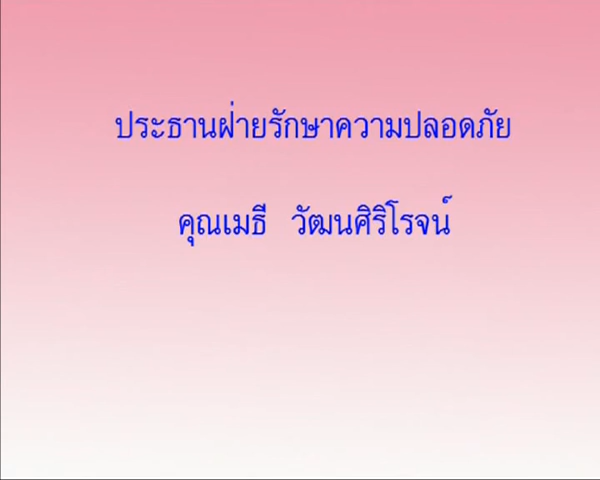 ประธานฝ่ายรักษาความปลอดภัย
คุณเมธี วัฒนศิริโรจน์